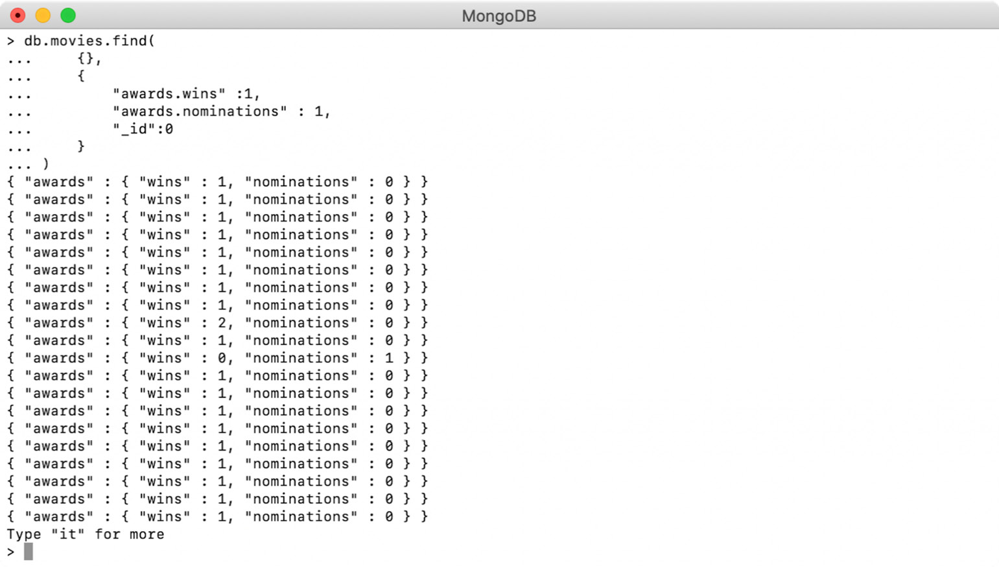 MongoDB
> db.movies.find(
...     {},
...     {
...         "awards.wins" :1,
...         "awards.nominations" : 1,
...         "_id":0
...     }
... )
{ "awards" : { "wins" : 1, "nominations" : 0 } }
{ "awards" : { "wins" : 1, "nominations" : 0 } }
{ "awards" : { "wins" : 1, "nominations" : 0 } }
{ "awards" : { "wins" : 1, "nominations" : 0 } }
{ "awards" : { "wins" : 1, "nominations" : 0 } }
{ "awards" : { "wins" : 1, "nominations" : 0 } }
{ "awards" : { "wins" : 1, "nominations" : 0 } }
{ "awards" : { "wins" : 1, "nominations" : 0 } }
{ "awards" : { "wins" : 2, "nominations" : 0 } }
{ "awards" : { "wins" : 1, "nominations" : 0 } }
{ "awards" : { "wins" : 0, "nominations" : 1 } }
{ "awards" : { "wins" : 1, "nominations" : 0 } }
{ "awards" : { "wins" : 1, "nominations" : 0 } }
{ "awards" : { "wins" : 1, "nominations" : 0 } }
{ "awards" : { "wins" : 1, "nominations" : 0 } }
{ "awards" : { "wins" : 1, "nominations" : 0 } }
{ "awards" : { "wins" : 1, "nominations" : 0 } }
{ "awards" : { "wins" : 1, "nominations" : 0 } }
{ "awards" : { "wins" : 1, "nominations" : 0 } }
{ "awards" : { "wins" : 1, "nominations" : 0 } }
Type "it" for more
>